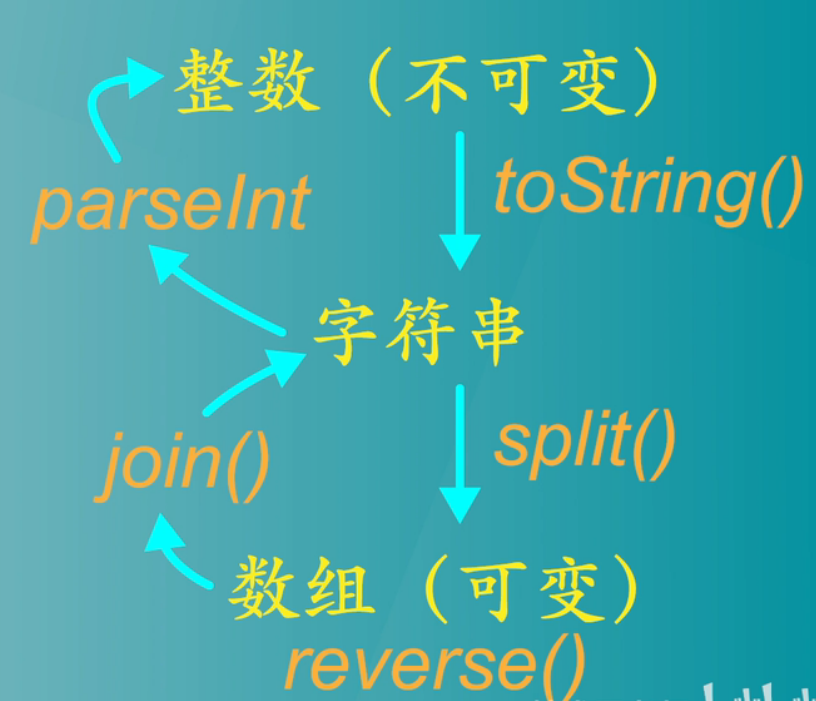 整数（不可变）
parseInt
toString()
字符串
join()
split()
数组（可变）
reverse()